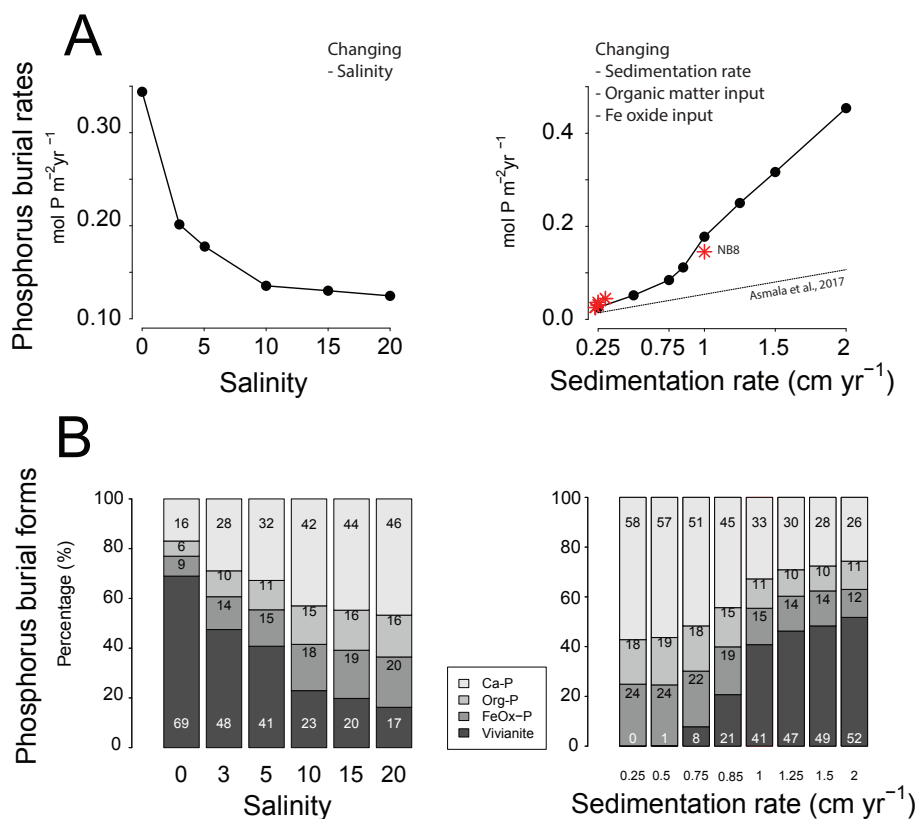 A
Changing
- Salinity
Phosphorus burial rates
mol P m⁻²yr⁻¹
0.30
0.20
0.10
0 5 10 15 20
Salinity
Changing
- Sedimentation rate
- Organic matter input
- Fe oxide input
mol P m⁻²yr⁻¹
0.4
0.2
0.0
NB8
Asmala et al., 2017
0.25 0.75 1 1.5 2
Sedimentation rate (cm yr⁻¹)
B
Phosphorus burial forms
Percentage (%)
100
80
60
40
20
0
16 28 32 42 44 46
6 10 11 15 16 16
9 14 15 18 19 20
69 48 41 23 20 17
0 3 5 10 15 20
Salinity
Ca-P
Org-P
FeOx-P
Vivianite
100
80
60
40
20
0
58 57 51 45 33 30 28 26
18 19 18 15 11 10 10 11
24 24 22 19 15 14 14 12
0 1 8 21 41 47 49 52
0.25 0.5 0.75 0.85 1 1.25 1.5 2
Sedimentation rate (cm yr⁻¹)